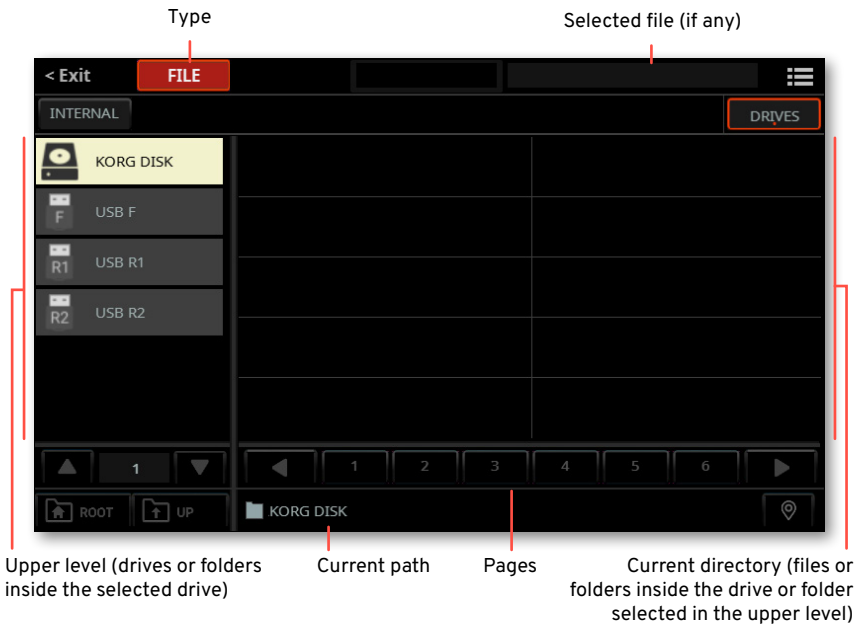 Type
Selected file (if any)
< Exit
FILE
INTERNAL
DRIVES
KORG DISK
F
USB F
R1
USB R1
R2
USB R2
1
1
2
3
4
5
6
ROOT
UP
KORG DISK
Upper level (drives or folders
inside the selected drive)
Current path
Pages
Current directory (files or
folders inside the drive or folder
selected in the upper level)